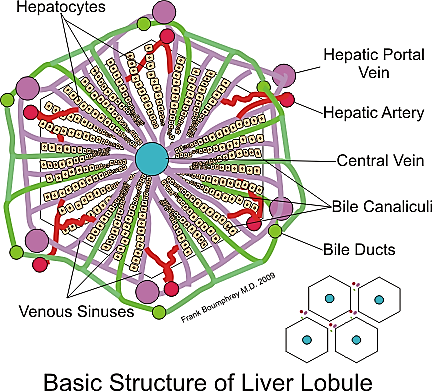 Hepatocytes
Hepatic Portal
Vein
Hepatic Artery
Central Vein
Bile Canaliculi
Bile Ducts
Venous Sinuses
Frank Boumphrey M.D. 2009
Basic Structure of Liver Lobule